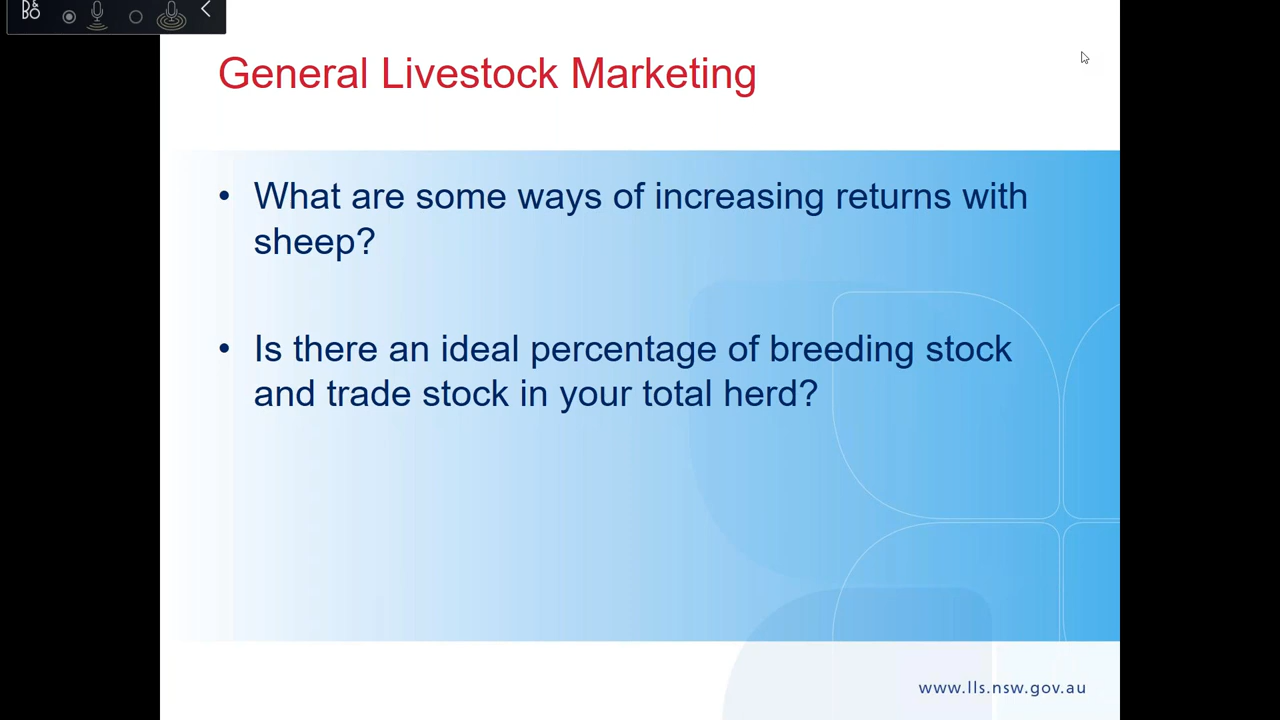 B&O
General Livestock Marketing
• What are some ways of increasing returns with
sheep?
• Is there an ideal percentage of breeding stock
and trade stock in your total herd?
www.lls.nsw.gov.au